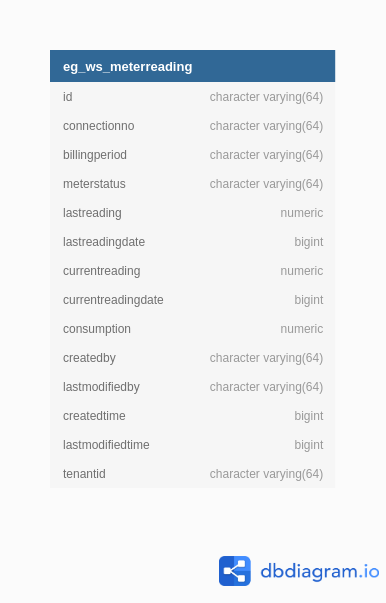 eg_ws_meterreading
id character varying(64)
connectionno character varying(64)
billingperiod character varying(64)
meterstatus character varying(64)
lastreading numeric
lastreadingdate bigint
currentreading numeric
currentreadingdate bigint
consumption numeric
createdby character varying(64)
lastmodifiedby character varying(64)
createdtime bigint
lastmodifiedtime bigint
tenantid character varying(64)
dbdiagram.io